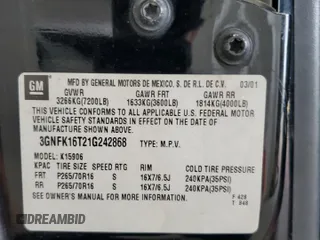 GM
MFD BY GENERAL MOTORS DE MEXICO, S. DE R.L. DE C.V. 03/01
GVWR GAWR FRT GAWR RR
3266KG(7200LB) 1633KG(3600LB) 1814KG(4000LB)
THIS VEHICLE CONFORMS TO ALL APPLICABLE U.S. FEDERAL MOTOR
VEHICLE SAFETY STANDARDS IN EFFECT ON THE DATE OF
MANUFACTURE SHOWN ABOVE.
3GNFK16T21G242868 TYPE: M.P.V.
MODEL: K15906
TIRE SIZE SPEED RTG RIM COLD TIRE PRESSURE
FRT P265/70R16 S 16X7/6.5J 240KPA(35PSI)
RR P265/70R16 S 16X7/6.5J 240KPA(35PSI)
SEE OWNER'S MANUAL FOR MORE INFORMATION.
CREATED BIDFAX